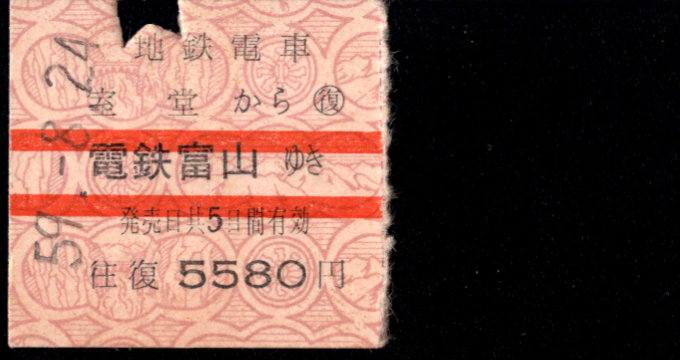 地鉄電車
室堂から㊝
電鉄富山ゆき
発売日共5日間有効
往復 5580円
59.-8.24